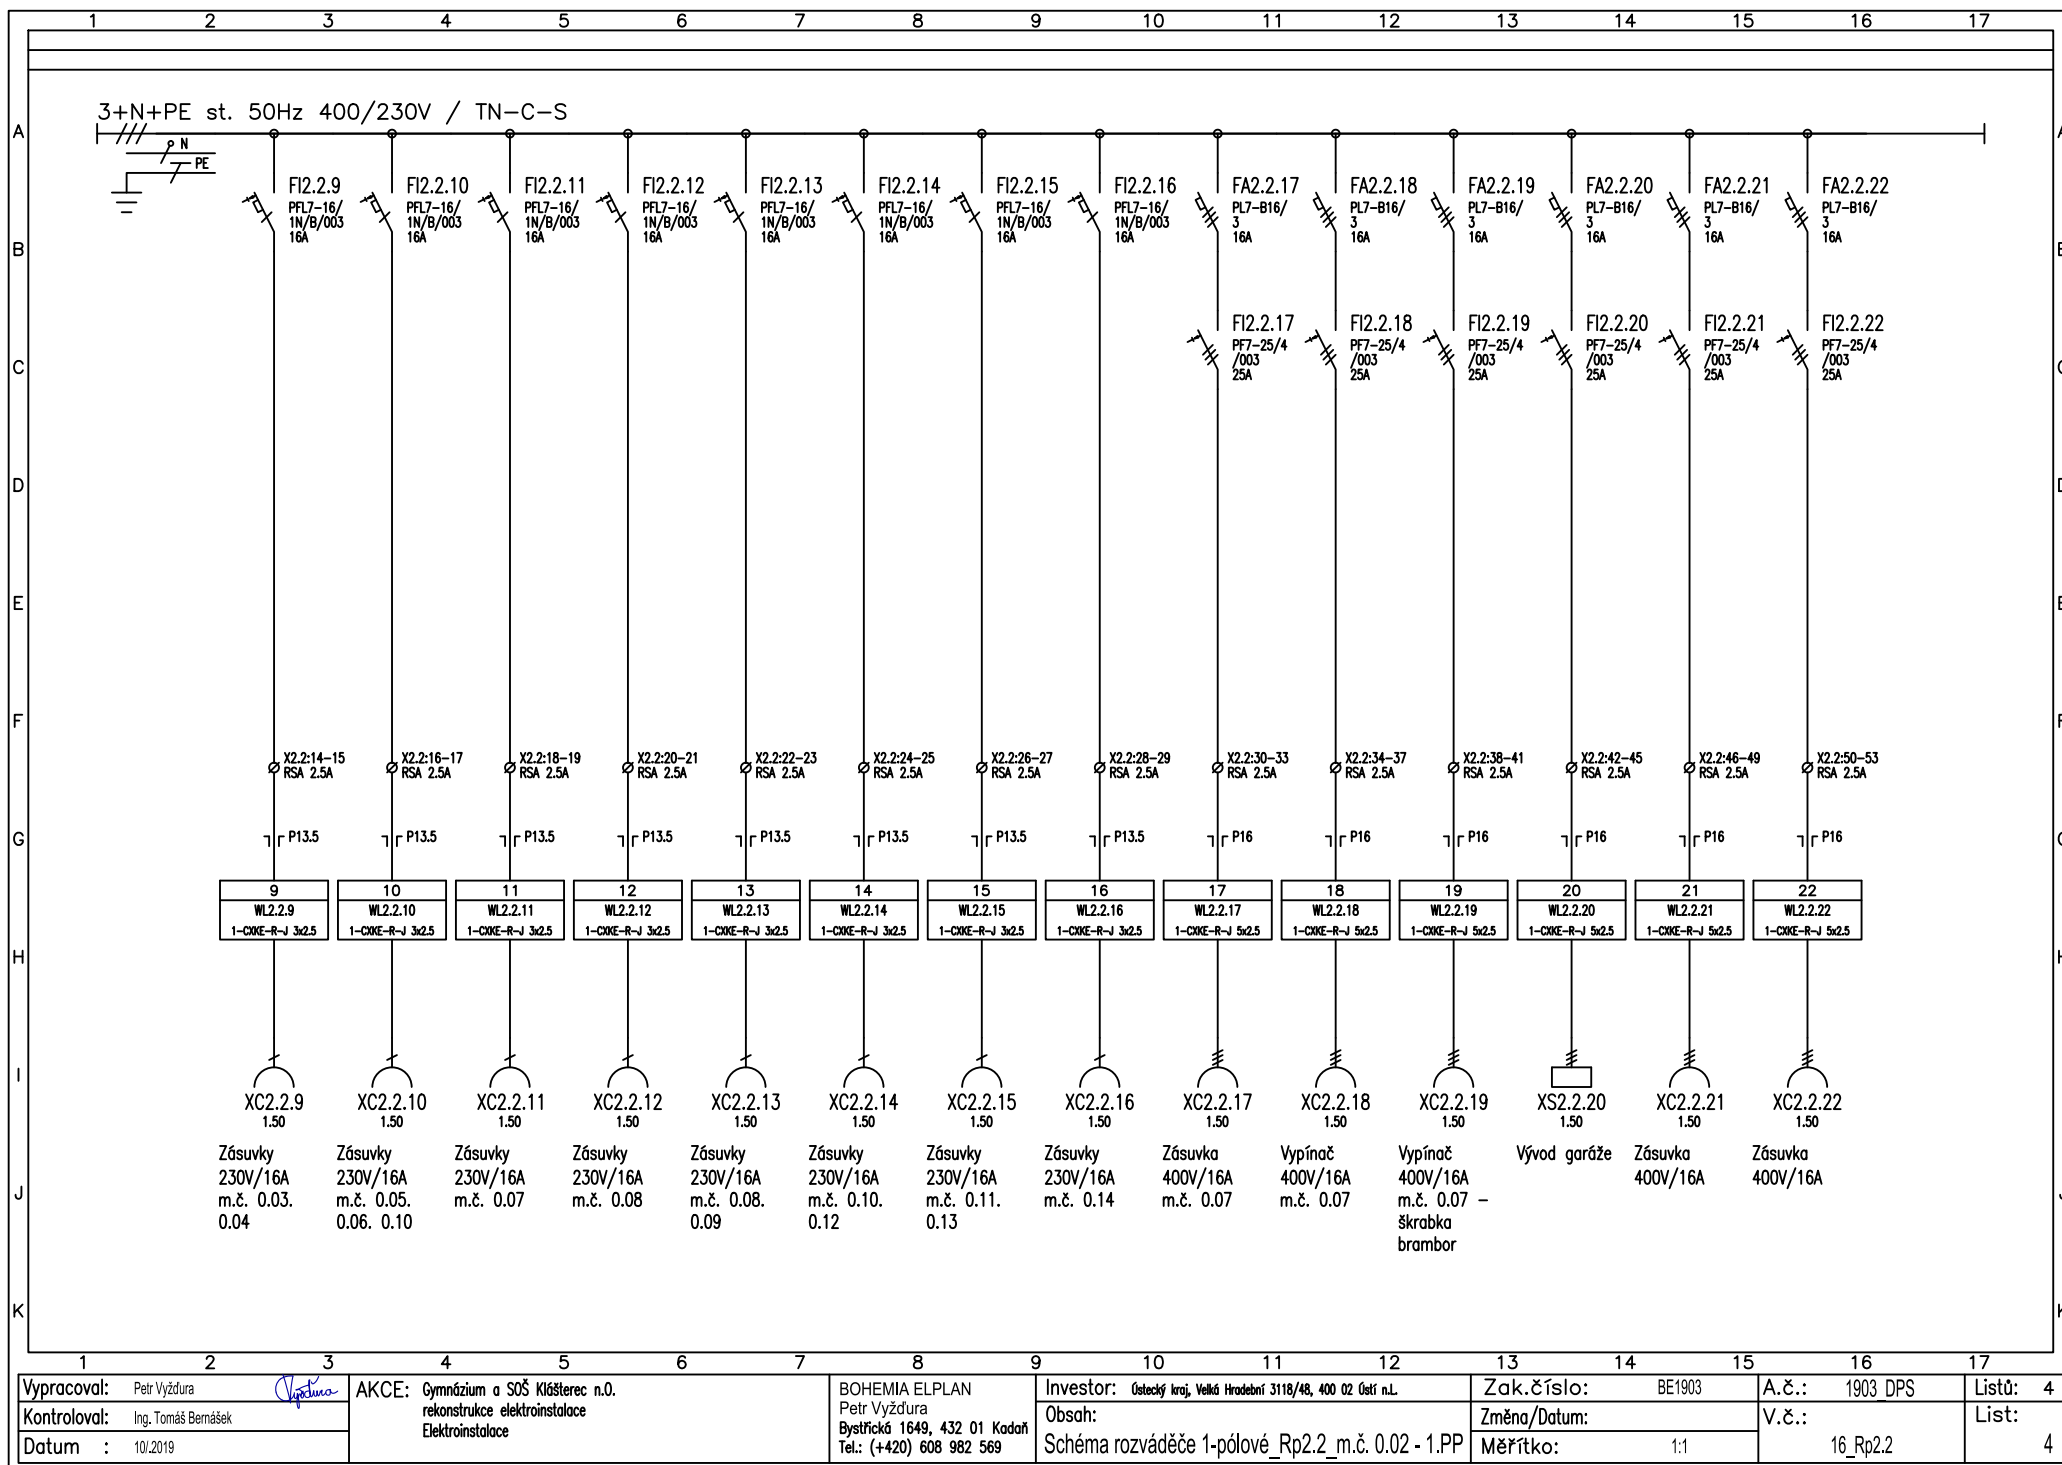 1 2 3 4 5 6 7 8 9 10 11 12 13 14 15 16 17
3+N+PE st. 50Hz 400/230V / TN-C-S
A A
N
PE
FI2.2.9 FI2.2.10 FI2.2.11 FI2.2.12 FI2.2.13 FI2.2.14 FI2.2.15 FI2.2.16 FA2.2.17 FA2.2.18 FA2.2.19 FA2.2.20 FA2.2.21 FA2.2.22
PFL7-16/ PFL7-16/ PFL7-16/ PFL7-16/ PFL7-16/ PFL7-16/ PFL7-16/ PFL7-16/ PL7-B16/ PL7-B16/ PL7-B16/ PL7-B16/ PL7-B16/ PL7-B16/
1N/B/003 1N/B/003 1N/B/003 1N/B/003 1N/B/003 1N/B/003 1N/B/003 1N/B/003 3 3 3 3 3 3
16A 16A 16A 16A 16A 16A 16A 16A 16A 16A 16A 16A 16A 16A
B
FI2.2.17 FI2.2.18 FI2.2.19 FI2.2.20 FI2.2.21 FI2.2.22
PF7-25/4 PF7-25/4 PF7-25/4 PF7-25/4 PF7-25/4 PF7-25/4
/003 /003 /003 /003 /003 /003
C
25A 25A 25A 25A 25A 25A
D
E
F
X2.2:14-15 X2.2:16-17 X2.2:18-19 X2.2:20-21 X2.2:22-23 X2.2:24-25 X2.2:26-27 X2.2:28-29 X2.2:30-33 X2.2:34-37 X2.2:38-41 X2.2:42-45 X2.2:46-49 X2.2:50-53
RSA 2.5A RSA 2.5A RSA 2.5A RSA 2.5A RSA 2.5A RSA 2.5A RSA 2.5A RSA 2.5A RSA 2.5A RSA 2.5A RSA 2.5A RSA 2.5A RSA 2.5A RSA 2.5A
G P13.5 P13.5 P13.5 P13.5 P13.5 P13.5 P13.5 P13.5 P16 P16 P16 P16 P16 P16
9 10 11 12 13 14 15 16 17 18 19 20 21 22
WL2.2.9 WL2.2.10 WL2.2.11 WL2.2.12 WL2.2.13 WL2.2.14 WL2.2.15 WL2.2.16 WL2.2.17 WL2.2.18 WL2.2.19 WL2.2.20 WL2.2.21 WL2.2.22
1-CXKE-R-J 3x2.5 1-CXKE-R-J 3x2.5 1-CXKE-R-J 3x2.5 1-CXKE-R-J 3x2.5 1-CXKE-R-J 3x2.5 1-CXKE-R-J 3x2.5 1-CXKE-R-J 3x2.5 1-CXKE-R-J 3x2.5 1-CXKE-R-J 5x2.5 1-CXKE-R-J 5x2.5 1-CXKE-R-J 5x2.5 1-CXKE-R-J 5x2.5 1-CXKE-R-J 5x2.5 1-CXKE-R-J 5x2.5
H
I
XC2.2.9 XC2.2.10 XC2.2.11 XC2.2.12 XC2.2.13 XC2.2.14 XC2.2.15 XC2.2.16 XC2.2.17 XC2.2.18 XC2.2.19 XS2.2.20 XC2.2.21 XC2.2.22
1.50 1.50 1.50 1.50 1.50 1.50 1.50 1.50 1.50 1.50 1.50 1.50 1.50 1.50
Zásuvky Zásuvky Zásuvky Zásuvky Zásuvky Zásuvky Zásuvky Zásuvky Zásuvka Vypínač Vypínač Vývod garáže Zásuvka Zásuvka
230V/16A 230V/16A 230V/16A 230V/16A 230V/16A 230V/16A 230V/16A 230V/16A 400V/16A 400V/16A 400V/16A 400V/16A 400V/16A
J m.č. 0.03. m.č. 0.05. m.č. 0.07 m.č. 0.08 m.č. 0.08. m.č. 0.10. m.č. 0.11. m.č. 0.14 m.č. 0.07 m.č. 0.07 m.č. 0.07 -
0.04 0.06. 0.10 0.09 0.12 0.13 škrabka
brambor
K
1 2 3 4 5 6 7 8 9 10 11 12 13 14 15 16 17
Vypracoval: Petr Vyžďura Vyžďura
Kontroloval: Ing. Tomáš Bernášek
Datum : 10/.2019
AKCE: Gymnázium a SOŠ Klášterec n.O.
rekonstrukce elektroinstalace
Elektroinstalace
BOHEMIA ELPLAN
Petr Vyžďura
Bystřická 1649, 432 01 Kadaň
Tel.: (+420) 608 982 569
Investor: Ústecký kraj, Velká Hradební 3118/48, 400 02 Ústí n.L.
Obsah:
Schéma rozváděče 1-pólové_Rp2.2_m.č. 0.02 - 1.PP
Zak.číslo: BE1903
Změna/Datum:
Měřítko: 1:1
A.č.: 1903_DPS
V.č.:
16_Rp2.2
Listů: 4
List:
4